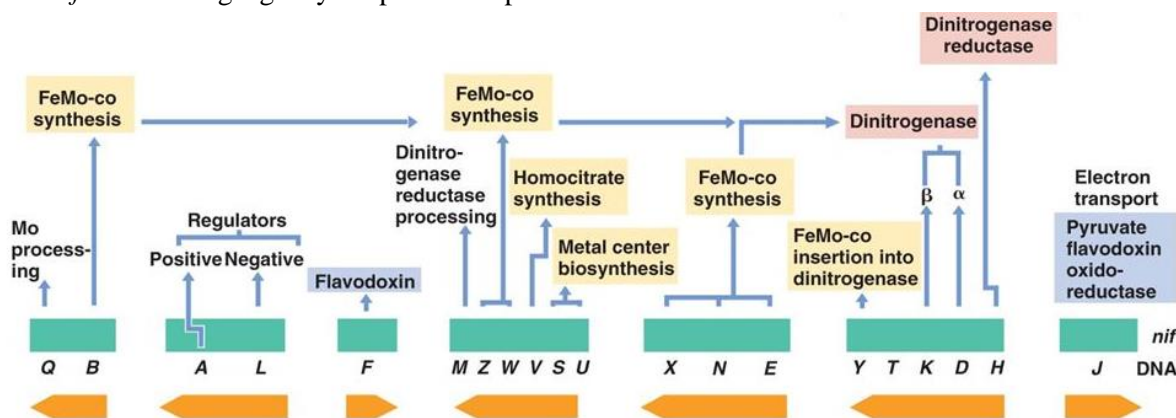 Dinitrogenase
reductase
FeMo-co
synthesis
FeMo-co
synthesis
Dinitrogenase
Dinitro-
genase
reductase
processing
Homocitrate
synthesis
FeMo-co
synthesis
β α
Electron
transport
Mo
process-
ing
Regulators
Positive Negative
Flavodoxin
Metal center
biosynthesis
FeMo-co
insertion into
dinitrogenase
Pyruvate
flavodoxin
oxido-
reductase
nif
Q B A L F M Z W V S U X N E Y T K D H J DNA